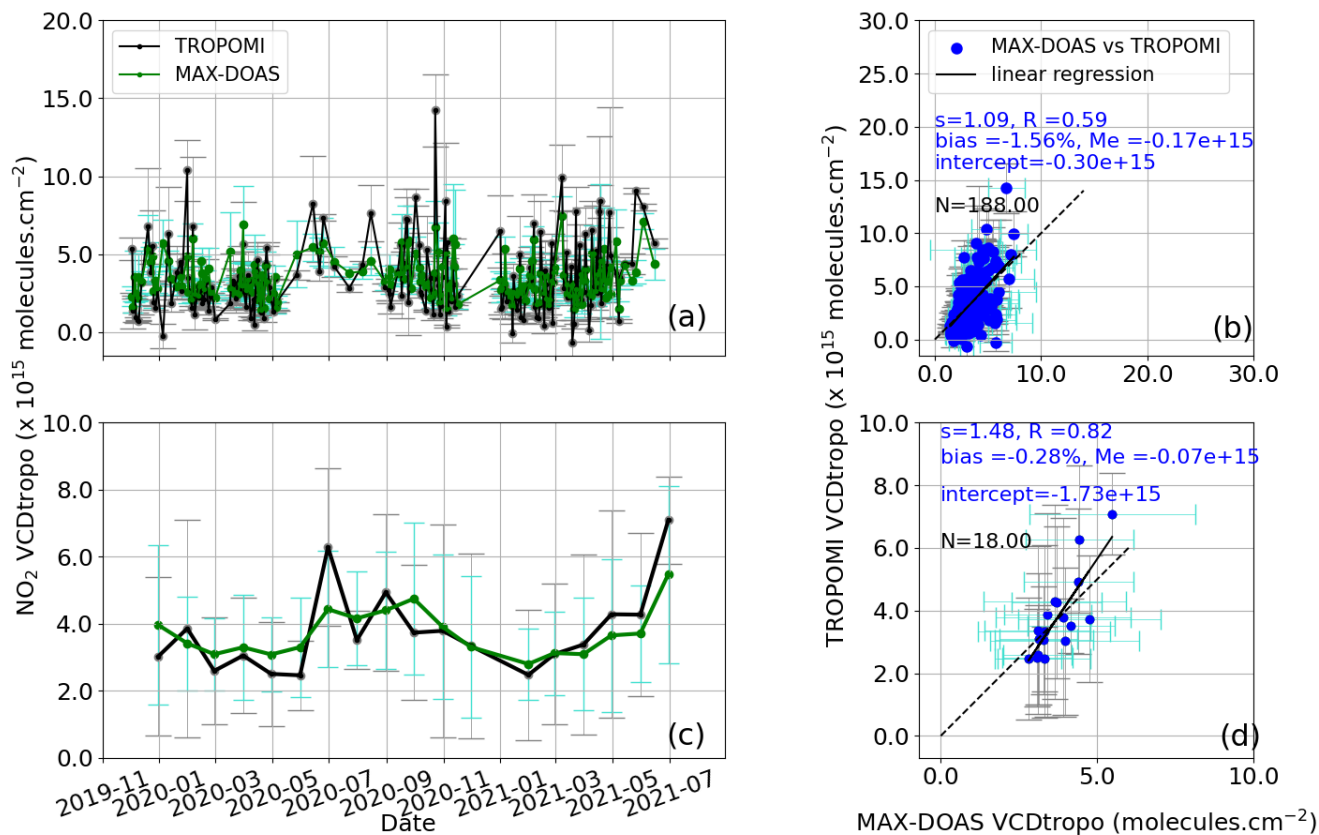 20.0
15.0
10.0
5.0
0.0
TROPOMI
MAX-DOAS
(a)
30.0
25.0
20.0
15.0
10.0
5.0
0.0
MAX-DOAS vs TROPOMI
linear regression
s=1.09, R =0.59
bias =-1.56%, Me =-0.17e+15
intercept=-0.30e+15
N=188.00
(b)
0.0 10.0 20.0 30.0
NO₂ VCDtropo (x 10¹⁵ molecules.cm⁻²)
TROPOMI VCDtropo (x 10¹⁵ molecules.cm⁻²)
10.0
8.0
6.0
4.0
2.0
0.0
(c)
2019-11
2020-01
2020-03
2020-05
2020-07
2020-09
2020-11
2021-01
2021-03
2021-05
2021-07
Date
10.0
8.0
6.0
4.0
2.0
0.0
s=1.48, R =0.82
bias =-0.28%, Me =-0.07e+15
intercept=-1.73e+15
N=18.00
(d)
0.0 5.0 10.0
MAX-DOAS VCDtropo (molecules.cm⁻²)